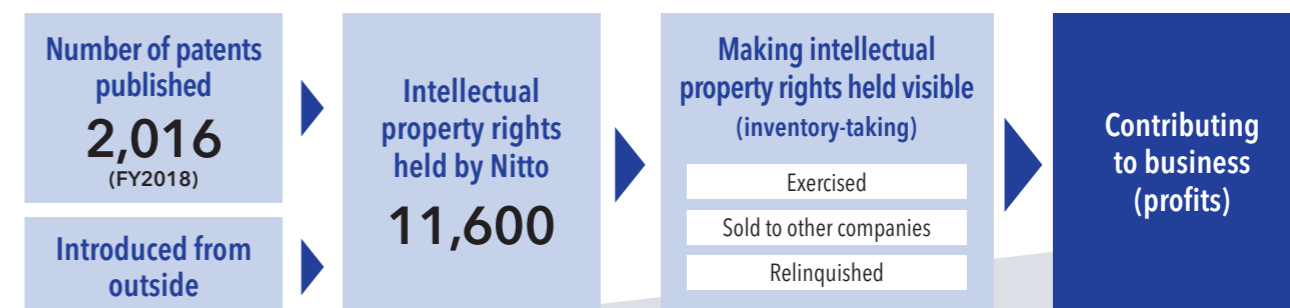 Number of patents
published
2,016
(FY2018)
Introduced from
outside
Intellectual
property rights
held by Nitto
11,600
Making intellectual
property rights held visible
(inventory-taking)
Exercised
Sold to other companies
Relinquished
Contributing
to business
(profits)